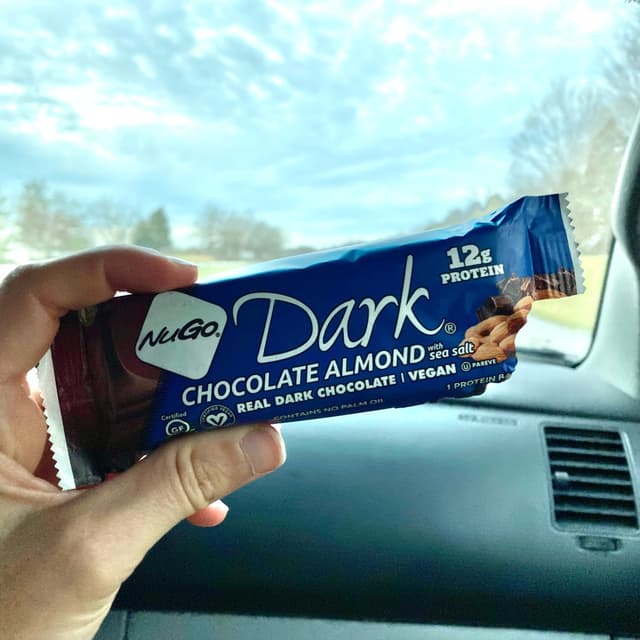 NuGo®
Dark®
12g
PROTEIN
CHOCOLATE ALMOND with sea salt
REAL DARK CHOCOLATE | VEGAN U PAREVE
Certified
GF
CONTAINS NO PALM OIL
1 PROTEIN